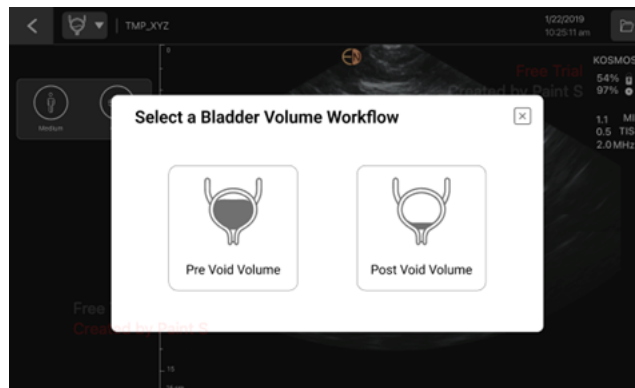 TMP_XYZ
1/22/2019
10:25:11 am
KOSMOS
54%
97%
1.1 MI
0.5 TIS
2.0 MHz
Free Trial
Created by Paint S
Medium
Select a Bladder Volume Workflow
Pre Void Volume
Post Void Volume
Free
Created by Paint S
0
15